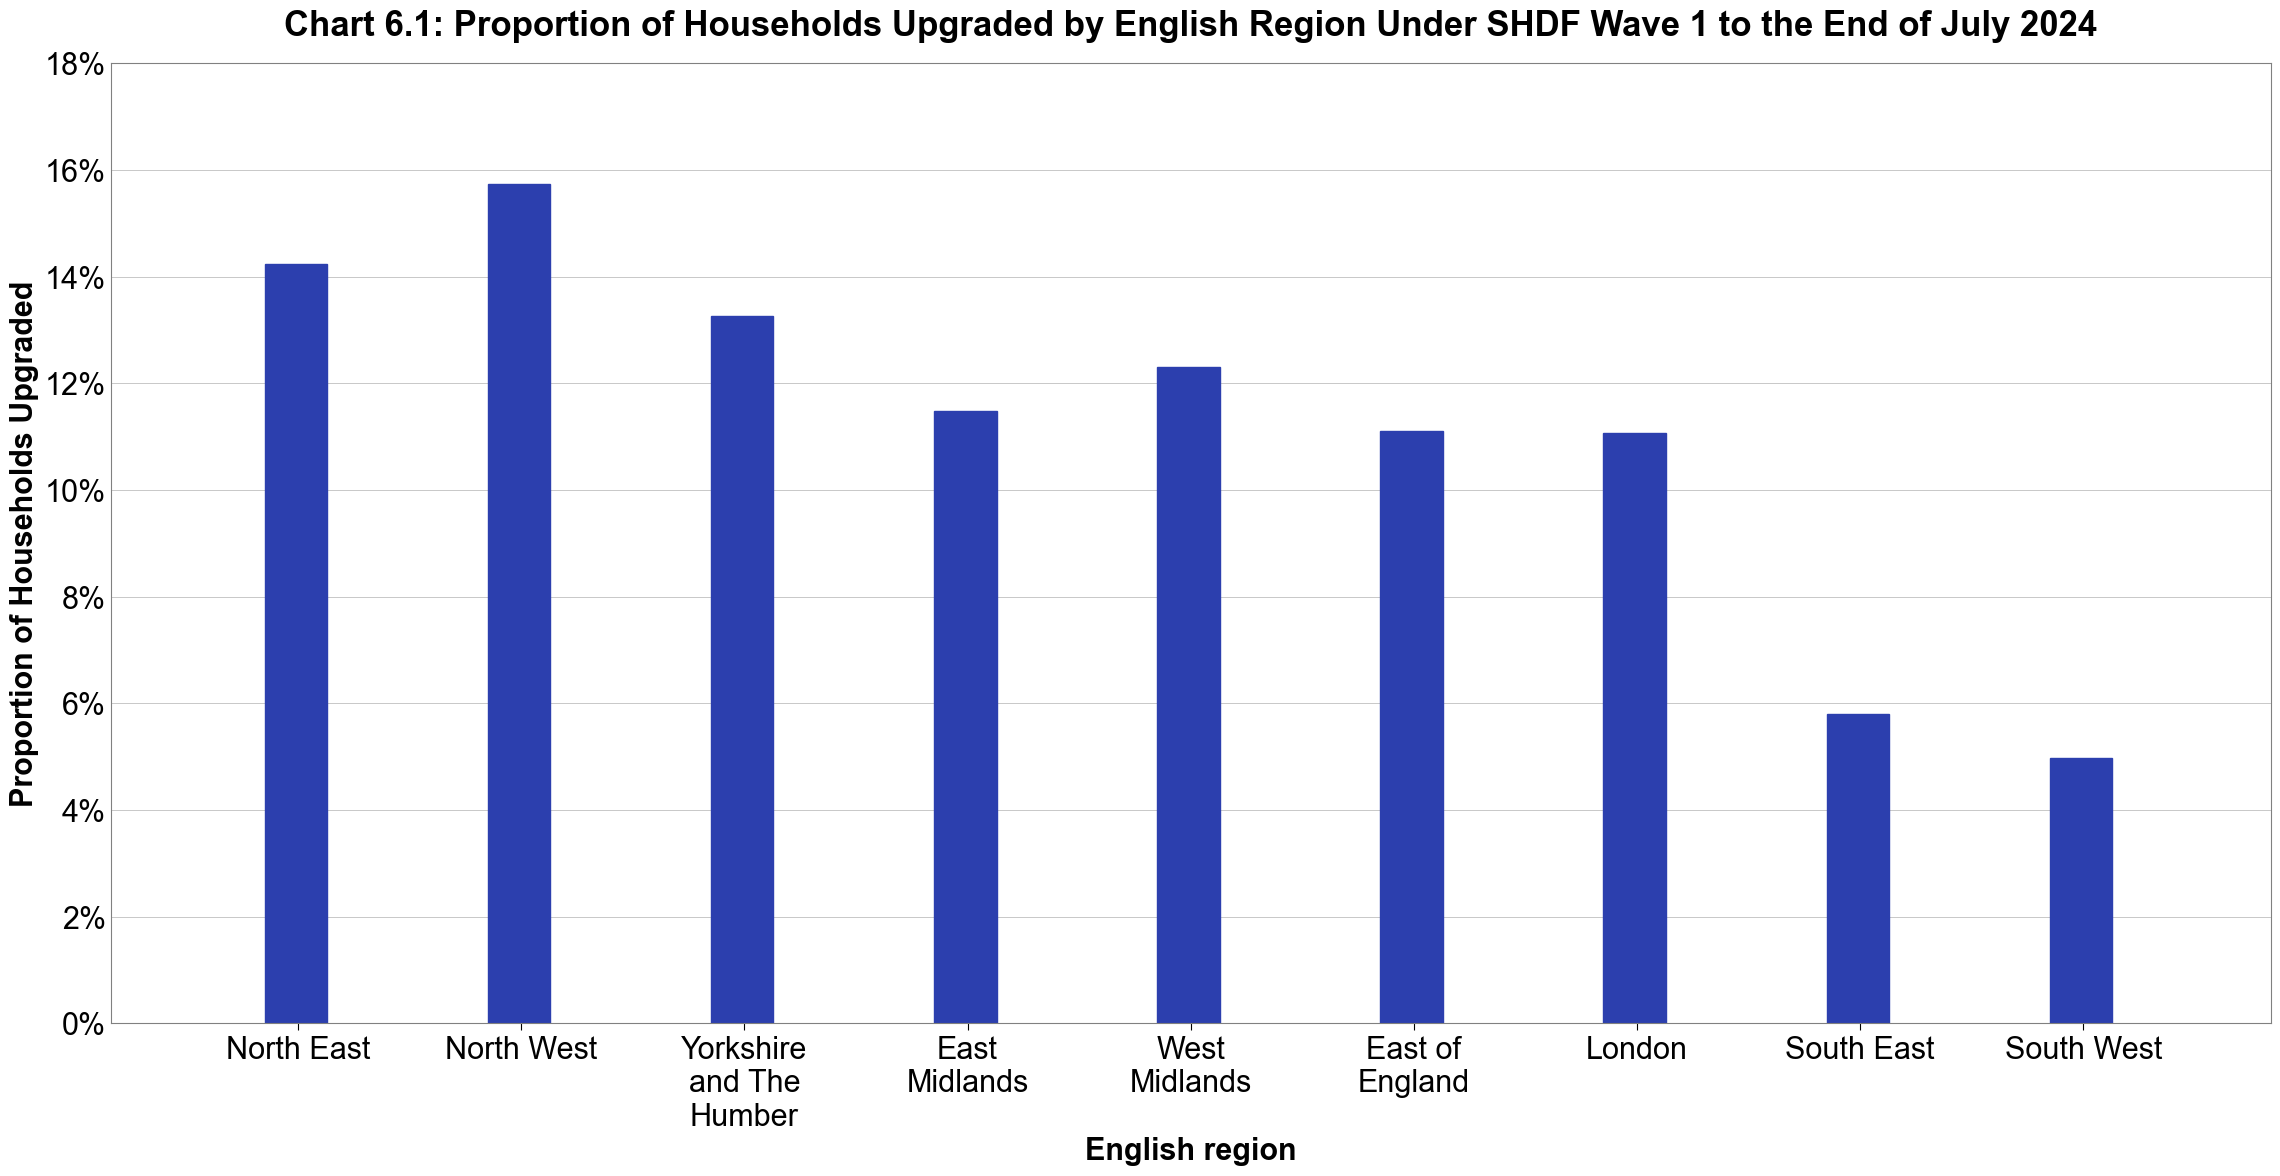 Chart 6.1: Proportion of Households Upgraded by English Region Under SHDF Wave 1 to the End of July 2024
Proportion of Households Upgraded
18%
16%
14%
12%
10%
8%
6%
4%
2%
0%
North East
North West
Yorkshire
and The
Humber
East
Midlands
West
Midlands
East of
England
London
South East
South West
English region